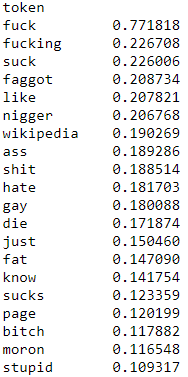 token
fuck 0.771818
fucking 0.226708
suck 0.226006
faggot 0.208734
like 0.207821
nigger 0.206768
wikipedia 0.190269
ass 0.189286
shit 0.188514
hate 0.181703
gay 0.180088
die 0.171874
just 0.150460
fat 0.147090
know 0.141754
sucks 0.123359
page 0.120199
bitch 0.117882
moron 0.116548
stupid 0.109317